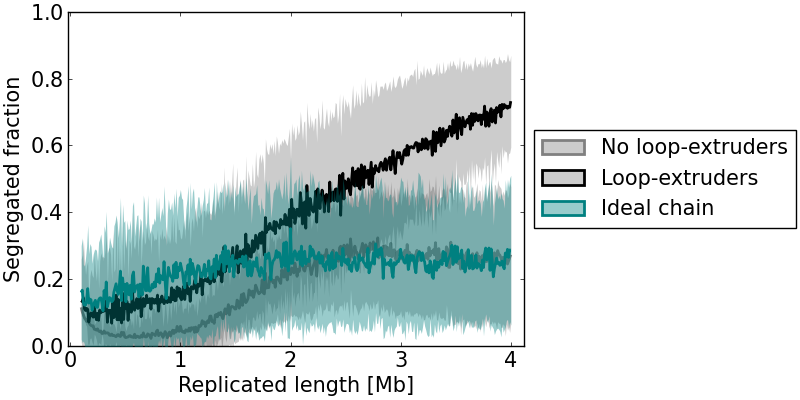 1.0
0.8
0.6
0.4
0.2
0.0
Segregated fraction
0 1 2 3 4
Replicated length [Mb]
No loop-extruders
Loop-extruders
Ideal chain